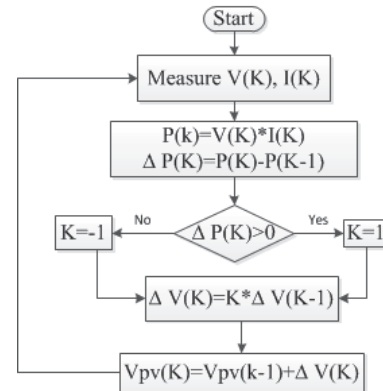 Start
Measure V(K), I(K)
P(k)=V(K)*I(K)
Δ P(K)=P(K)-P(K-1)
Δ P(K)>0
No
Yes
K=-1
K=1
Δ V(K)=K*Δ V(K-1)
Vpv(K)=Vpv(k-1)+Δ V(K)